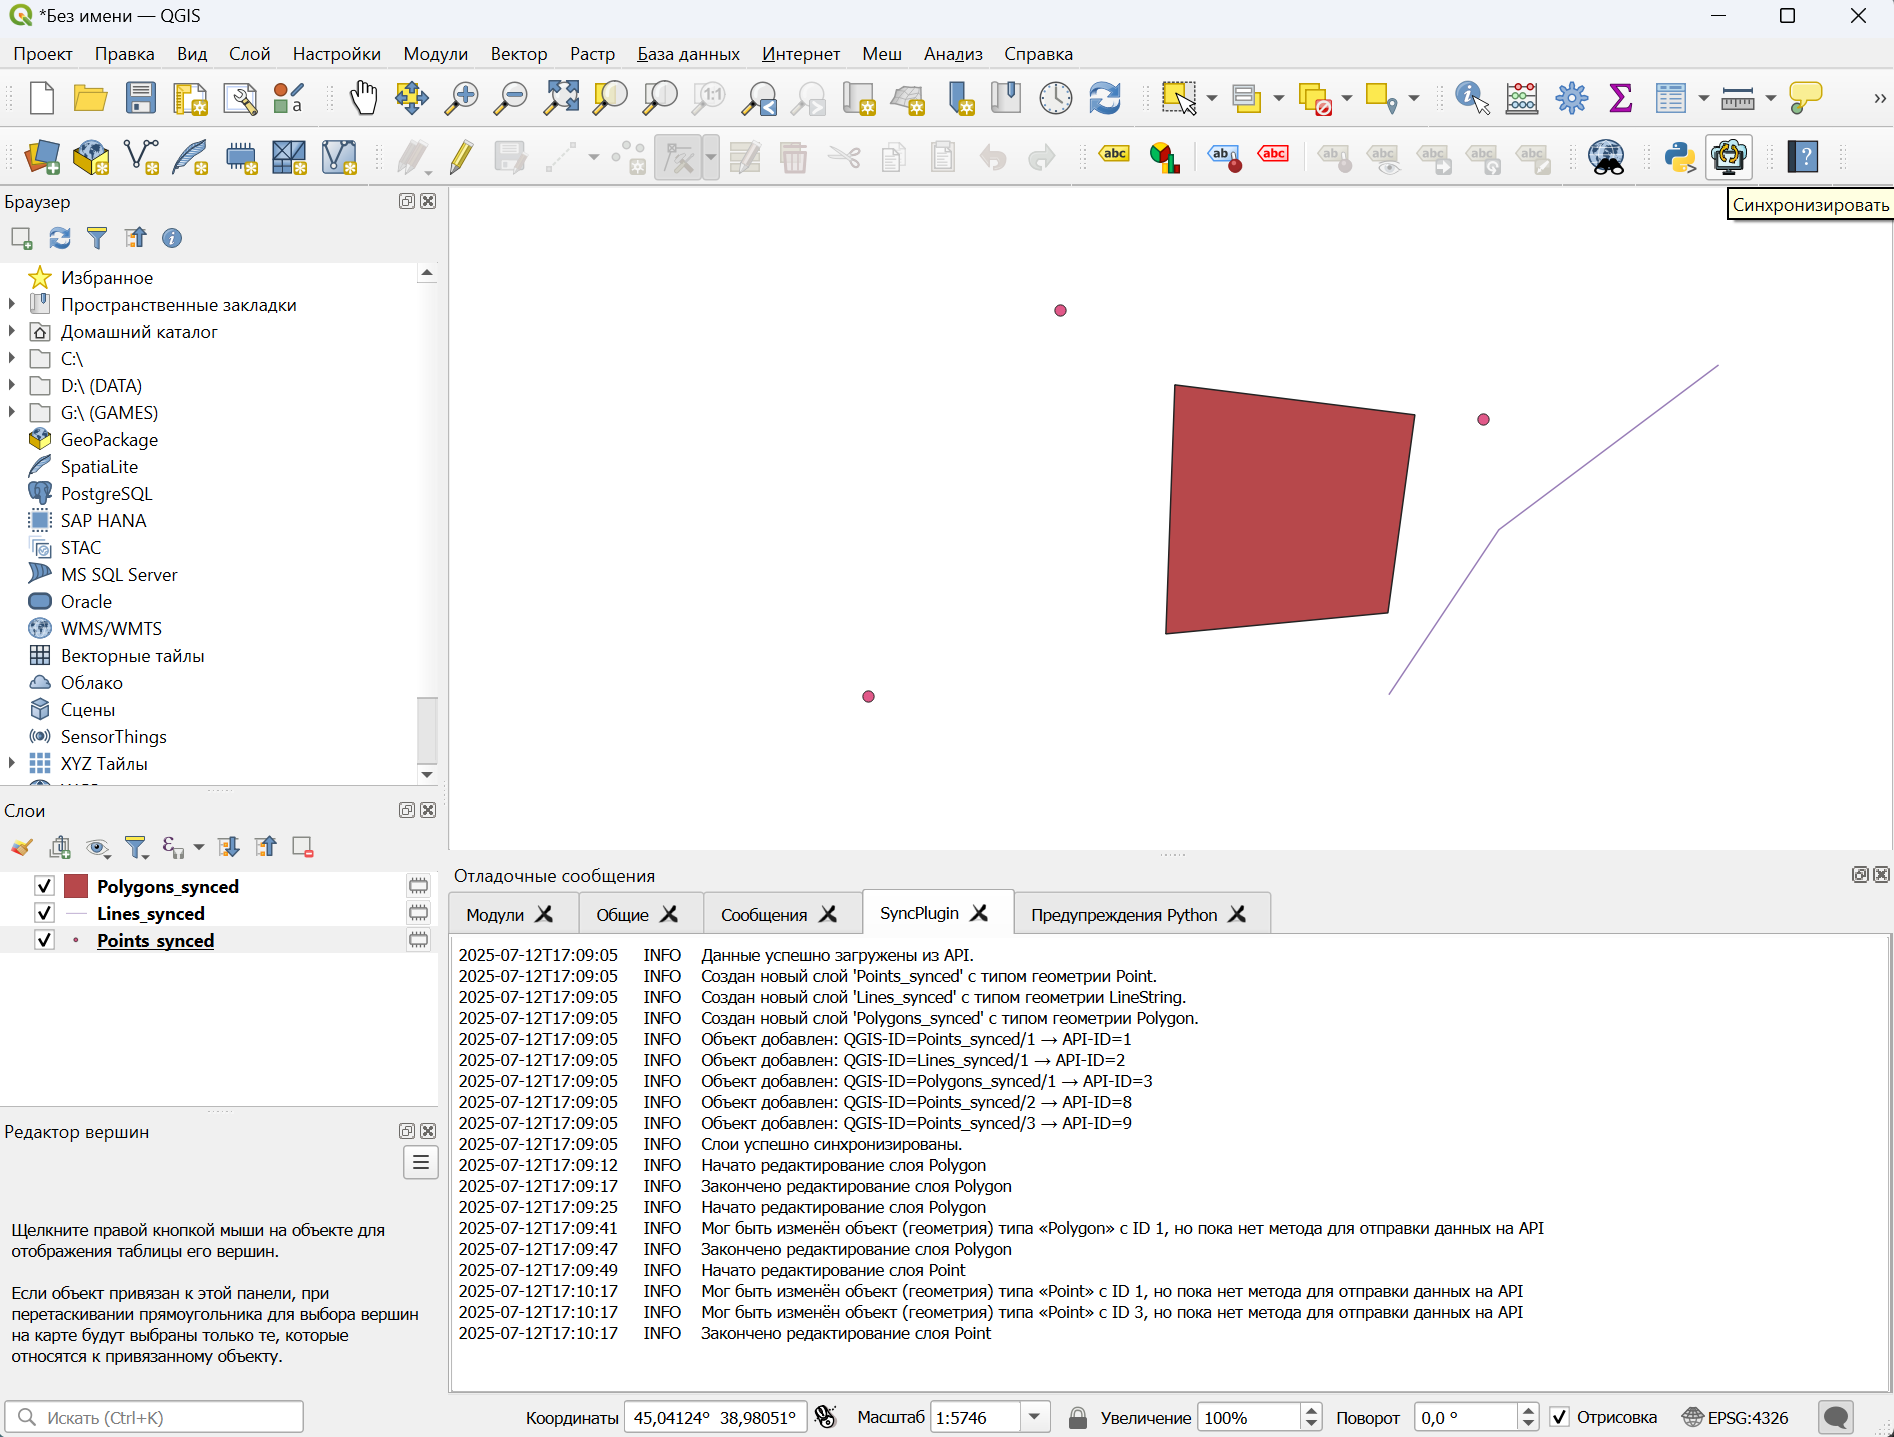 *Без имени — QGIS
Проект Правка Вид Слой Настройки Модули Вектор Растр База данных Интернет Меш Анализ Справка
a
1:1
abc
ab
abc
ab
abc
Синхронизировать
Браузер
Избранное
Пространственные закладки
Домашний каталог
C:\
D:\ (DATA)
G:\ (GAMES)
GeoPackage
SpatiaLite
PostgreSQL
SAP HANA
STAC
MS SQL Server
Oracle
WMS/WMTS
Векторные тайлы
Облако
Сцены
SensorThings
XYZ Тайлы
Слои
Polygons_synced
Lines_synced
Points_synced
Редактор вершин
Щелкните правой кнопкой мыши на объекте для
отображения таблицы его вершин.
Если объект привязан к этой панели, при
перетаскивании прямоугольника для выбора вершин
на карте будут выбраны только те, которые
относятся к привязанному объекту.
Отладочные сообщения
Модули Общие Сообщения SyncPlugin Предупреждения Python
2025-07-12T17:09:05 INFO Данные успешно загружены из API.
2025-07-12T17:09:05 INFO Создан новый слой 'Points_synced' с типом геометрии Point.
2025-07-12T17:09:05 INFO Создан новый слой 'Lines_synced' с типом геометрии LineString.
2025-07-12T17:09:05 INFO Создан новый слой 'Polygons_synced' с типом геометрии Polygon.
2025-07-12T17:09:05 INFO Объект добавлен: QGIS-ID=Points_synced/1 → API-ID=1
2025-07-12T17:09:05 INFO Объект добавлен: QGIS-ID=Lines_synced/1 → API-ID=2
2025-07-12T17:09:05 INFO Объект добавлен: QGIS-ID=Polygons_synced/1 → API-ID=3
2025-07-12T17:09:05 INFO Объект добавлен: QGIS-ID=Points_synced/2 → API-ID=8
2025-07-12T17:09:05 INFO Объект добавлен: QGIS-ID=Points_synced/3 → API-ID=9
2025-07-12T17:09:05 INFO Слои успешно синхронизированы.
2025-07-12T17:09:12 INFO Начато редактирование слоя Polygon
2025-07-12T17:09:17 INFO Закончено редактирование слоя Polygon
2025-07-12T17:09:25 INFO Начато редактирование слоя Polygon
2025-07-12T17:09:41 INFO Мог быть изменён объект (геометрия) типа «Polygon» с ID 1, но пока нет метода для отправки данных на API
2025-07-12T17:09:47 INFO Закончено редактирование слоя Polygon
2025-07-12T17:09:49 INFO Начато редактирование слоя Point
2025-07-12T17:10:17 INFO Мог быть изменён объект (геометрия) типа «Point» с ID 1, но пока нет метода для отправки данных на API
2025-07-12T17:10:17 INFO Мог быть изменён объект (геометрия) типа «Point» с ID 3, но пока нет метода для отправки данных на API
2025-07-12T17:10:17 INFO Закончено редактирование слоя Point
Искать (Ctrl+K) Координаты 45,04124° 38,98051° Масштаб 1:5746 Увеличение 100% Поворот 0,0 ° Отрисовка EPSG:4326